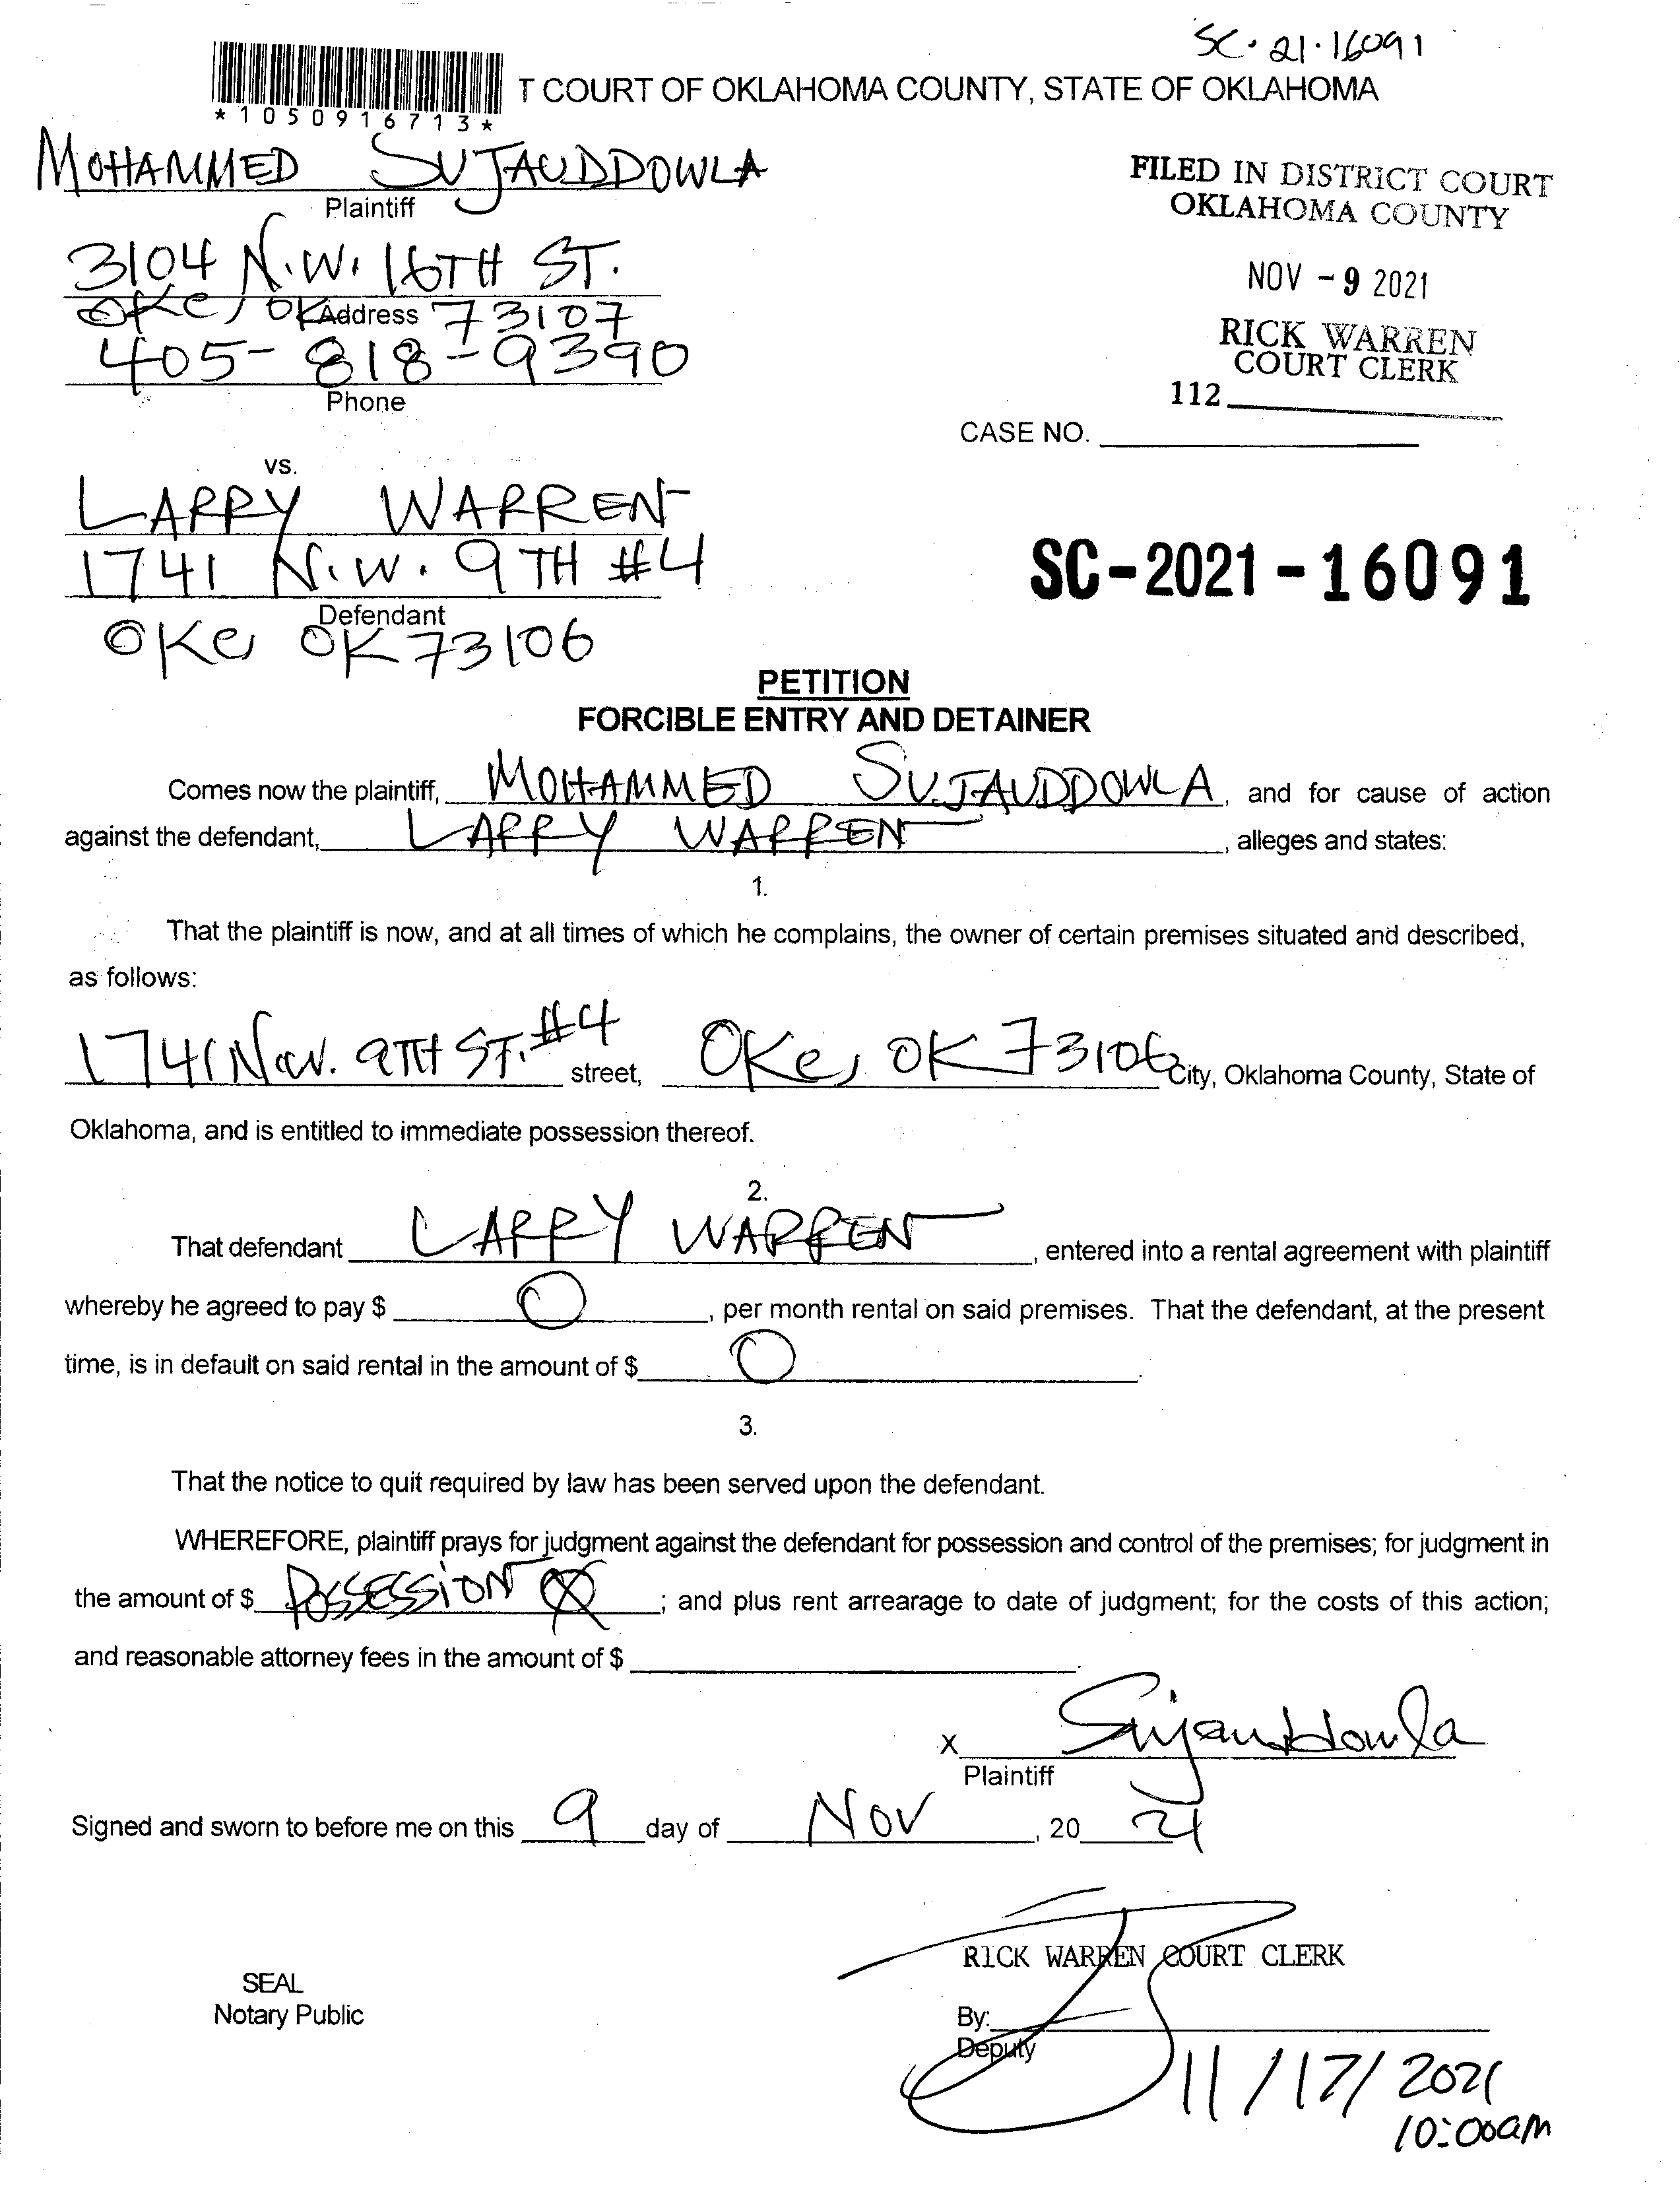 SC-21-16091
*1050916713*
T COURT OF OKLAHOMA COUNTY, STATE OF OKLAHOMA
MOHAMMED SUJAUDDOWLA
Plaintiff
3104 N.W. 16TH ST.
OKC, OK 73107
Address
405-818-9390
Phone
FILED IN DISTRICT COURT
OKLAHOMA COUNTY
NOV - 9 2021
RICK WARREN
COURT CLERK
112
CASE NO.
vs.
LARRY WARREN
1741 N.W. 9TH #4
Defendant
OKC, OK 73106
SC-2021-16091
PETITION
FORCIBLE ENTRY AND DETAINER
Comes now the plaintiff, MOHAMMED SUJAUDDOWLA, and for cause of action
against the defendant, LARRY WARREN, alleges and states:
1.
That the plaintiff is now, and at all times of which he complains, the owner of certain premises situated and described,
as follows:
1741 N.W. 9TH ST. #4 street, OKC, OK 73106 City, Oklahoma County, State of
Oklahoma, and is entitled to immediate possession thereof.
2.
That defendant LARRY WARREN, entered into a rental agreement with plaintiff
whereby he agreed to pay $ 0, per month rental on said premises. That the defendant, at the present
time, is in default on said rental in the amount of $ 0.
3.
That the notice to quit required by law has been served upon the defendant.
WHEREFORE, plaintiff prays for judgment against the defendant for possession and control of the premises; for judgment in
the amount of $ POSSESSION; and plus rent arrearage to date of judgment; for the costs of this action;
and reasonable attorney fees in the amount of $ .
X Sujauddowla
Plaintiff
Signed and sworn to before me on this 9 day of Nov, 20 21
RICK WARREN COURT CLERK
SEAL
Notary Public
By:
Deputy
11/17/2021
10:00am